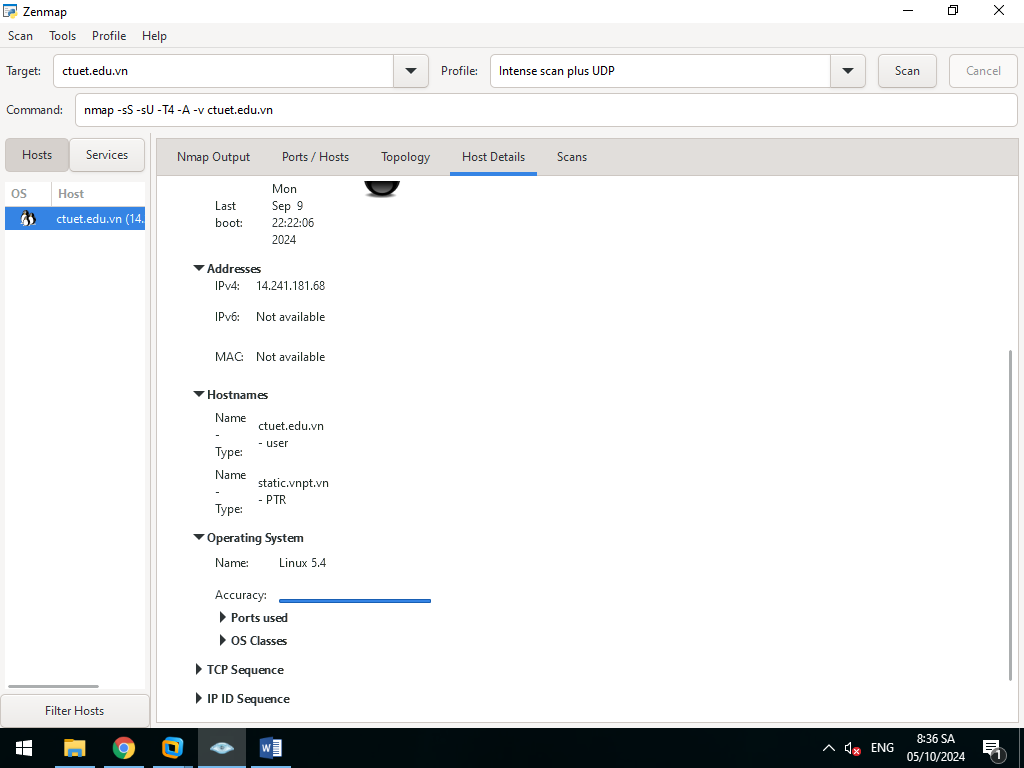 Zenmap
Scan Tools Profile Help
Target: ctuet.edu.vn Profile: Intense scan plus UDP Scan Cancel
Command: nmap -sS -sU -T4 -A -v ctuet.edu.vn
Hosts Services
Nmap Output Ports / Hosts Topology Host Details Scans
OS Host
ctuet.edu.vn (14.
Last boot:
Mon
Sep 9
22:22:06
2024
Addresses
IPv4: 14.241.181.68
IPv6: Not available
MAC: Not available
Hostnames
Name
-
Type:
ctuet.edu.vn
- user
Name
-
Type:
static.vnpt.vn
- PTR
Operating System
Name: Linux 5.4
Accuracy:
Ports used
OS Classes
TCP Sequence
IP ID Sequence
Filter Hosts
ENG
8:36 SA
05/10/2024
1